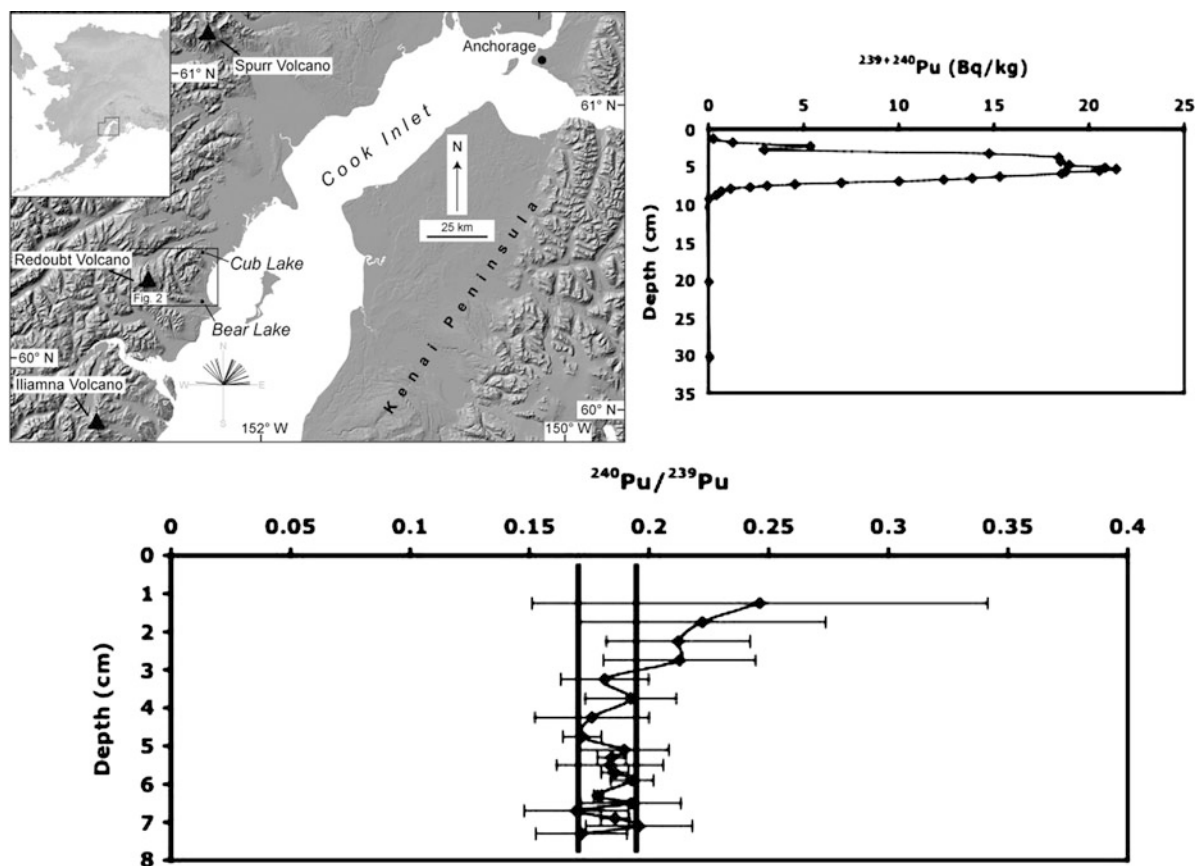 Spurr Volcano
Anchorage
61° N
61° N
Cook Inlet
N
25 km
Kenai Peninsula
Redoubt Volcano
Cub Lake
Fig. 2
Bear Lake
60° N
N
W
E
S
Iliamna Volcano
60° N
152° W
150° W
239+240Pu (Bq/kg)
0 5 10 15 20 25
Depth (cm)
0
5
10
15
20
25
30
35
240Pu/239Pu
0 0.05 0.1 0.15 0.2 0.25 0.3 0.35 0.4
Depth (cm)
0
1
2
3
4
5
6
7
8